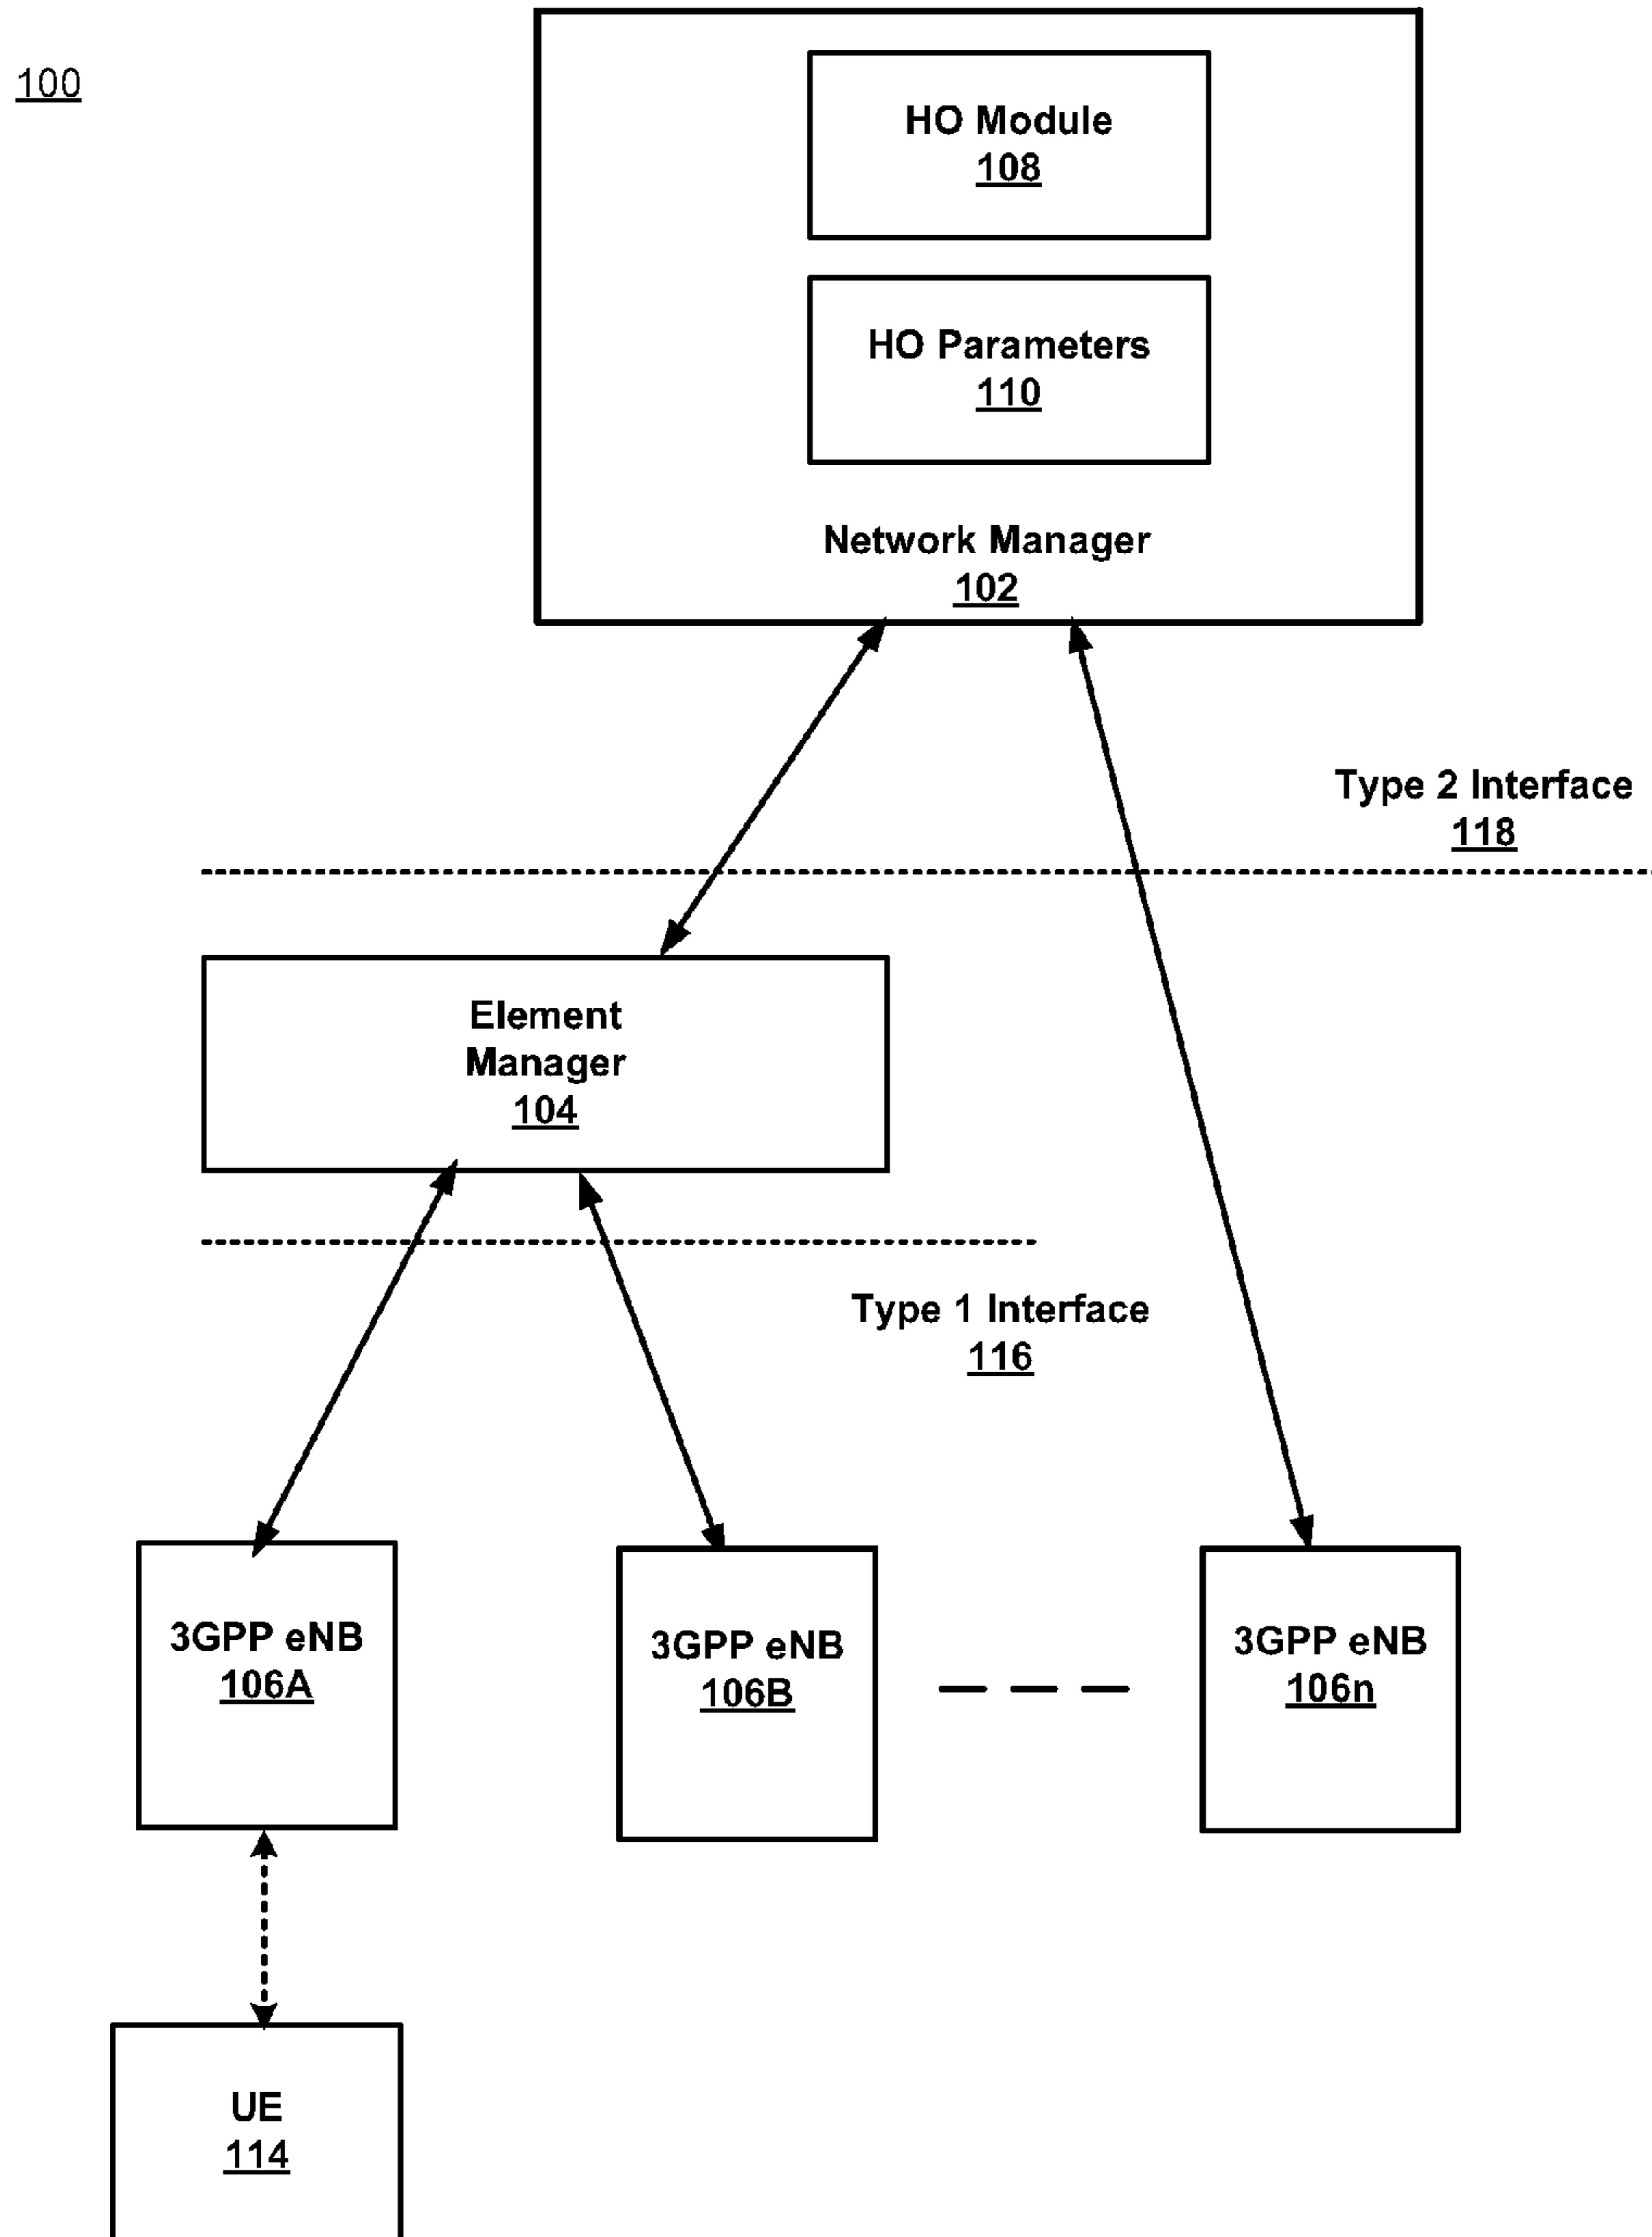 100
HO Module
108
HO Parameters
110
Network Manager
102
Type 2 Interface
118
Element
Manager
104
Type 1 Interface
116
3GPP eNB
106A
3GPP eNB
106B
3GPP eNB
106n
UE
114